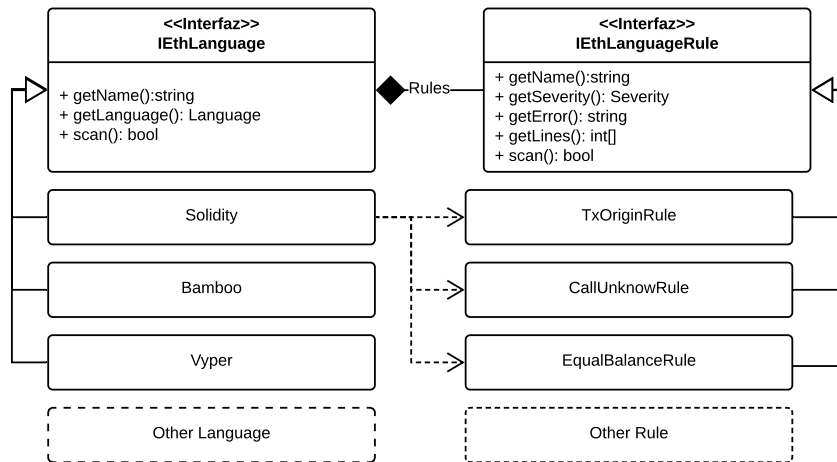 <<Interfaz>>
IEthLanguage
+ getName():string
+ getLanguage(): Language
+ scan(): bool
Rules
<<Interfaz>>
IEthLanguageRule
+ getName():string
+ getSeverity(): Severity
+ getError(): string
+ getLines(): int[]
+ scan(): bool
Solidity
TxOriginRule
Bamboo
CallUnknowRule
Vyper
EqualBalanceRule
Other Language
Other Rule